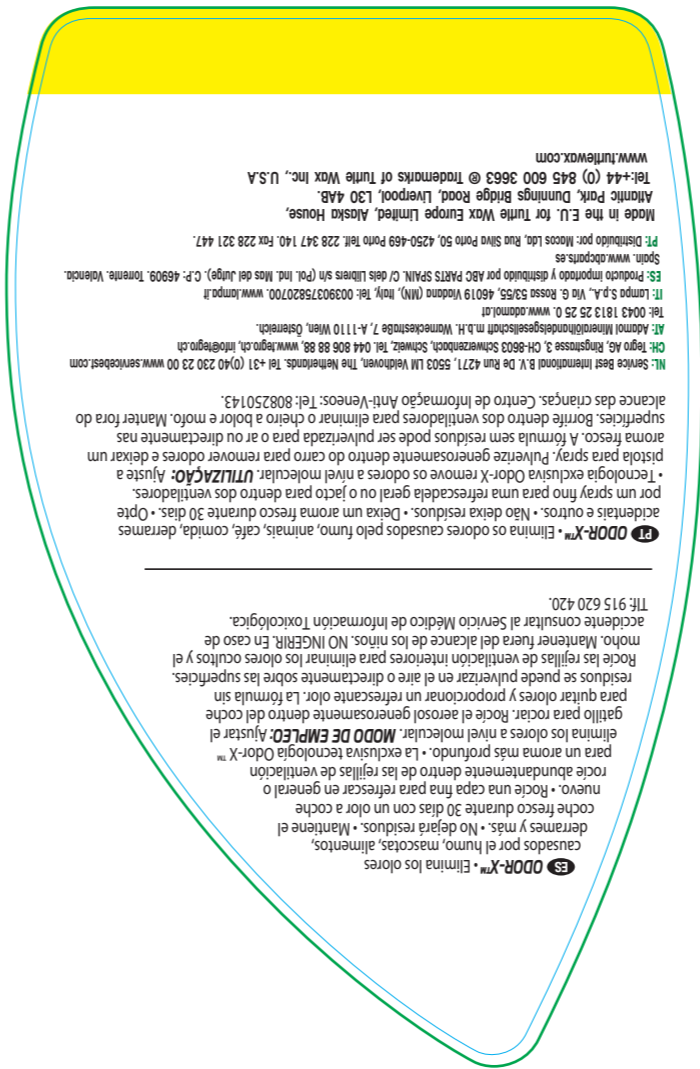 ES ODOR-X™ • Elimina los olores
causados por el humo, mascotas, alimentos,
derrames y más. • No dejará residuos. • Mantiene el
coche fresco durante 30 días con un olor a coche
nuevo. • Rocíe una capa fina para refrescar en general o
rocíe abundantemente dentro de las rejillas de ventilación
para un aroma más profundo. • La exclusiva tecnología Odor-X ™
elimina los olores a nivel molecular. MODO DE EMPLEO: Ajustar el
gatillo para rociar. Rocíe el aerosol generosamente dentro del coche
para quitar olores y proporcionar un refrescante olor. La fórmula sin
residuos se puede pulverizar en el aire o directamente sobre las superficies.
Rocíe las rejillas de ventilación interiores para eliminar los olores ocultos y el
moho. Mantener fuera del alcance de los niños. NO INGERIR. En caso de
accidente consultar al Servicio Médico de Información Toxicológica.
Tlf: 915 620 420.
PT ODOR-X™ • Elimina os odores causados pelo fumo, animais, café, comida, derrames
acidentais e outros. • Não deixa resíduos. • Deixa um aroma fresco durante 30 dias. • Opte
por um spray fino para uma refrescadela geral ou o jacto para dentro dos ventiladores.
• Tecnologia exclusiva Odor-X remove os odores a nível molecular. UTILIZAÇÃO: Ajuste a
pistola para spray. Pulverize generosamente dentro do carro para remover odores e deixar um
aroma fresco. A fórmula sem resíduos pode ser pulverizada para o ar ou directamente nas
superfícies. Borrife dentro dos ventiladores para eliminar o cheiro a bolor e mofo. Manter fora do
alcance das crianças. Centro de Informação Anti-Veneos: Tel: 808250143.
NL: Service Best International B.V. De Run 4271, 5503 LM Veldhoven, The Netherlands. Tel +31 (0)40 230 23 00 www.servicebest.com
CH: Tegro AG, Ringstrasse 3, CH-8603 Schwerzenbach, Schweiz, Tel. 044 806 88 88, www.tegro.ch, info@tegro.ch
AT: Adamol Mineralölhandelsgesellschaft m.b.H. Warneckestraße 7, A-1110 Wien, Österreich.
Tel: 0043 1813 25 25 0. www.adamol.at
IT: Lampa S.p.A., Via G. Rossa 53/55, 46019 Viadana (MN), Italy, Tel: 00390375820700. www.lampa.it
ES: Producto importado y distribuido por ABC PARTS SPAIN. C/ dels Llibrers s/n (Pol. Ind. Mas del Jutge). C.P: 46909. Torrente. Valencia.
Spain. www.abcparts.es
PT: Distribuído por: Macos Lda, Rua Silva Porto 50, 4250-469 Porto Telf. 228 347 140. Fax 228 321 447.
Made in the E.U. for Turtle Wax Europe Limited, Alaska House,
Atlantic Park, Dunnings Bridge Road, Liverpool, L30 4AB.
Tel:+44 (0) 845 600 3663 ® Trademarks of Turtle Wax Inc., U.S.A
www.turtlewax.com